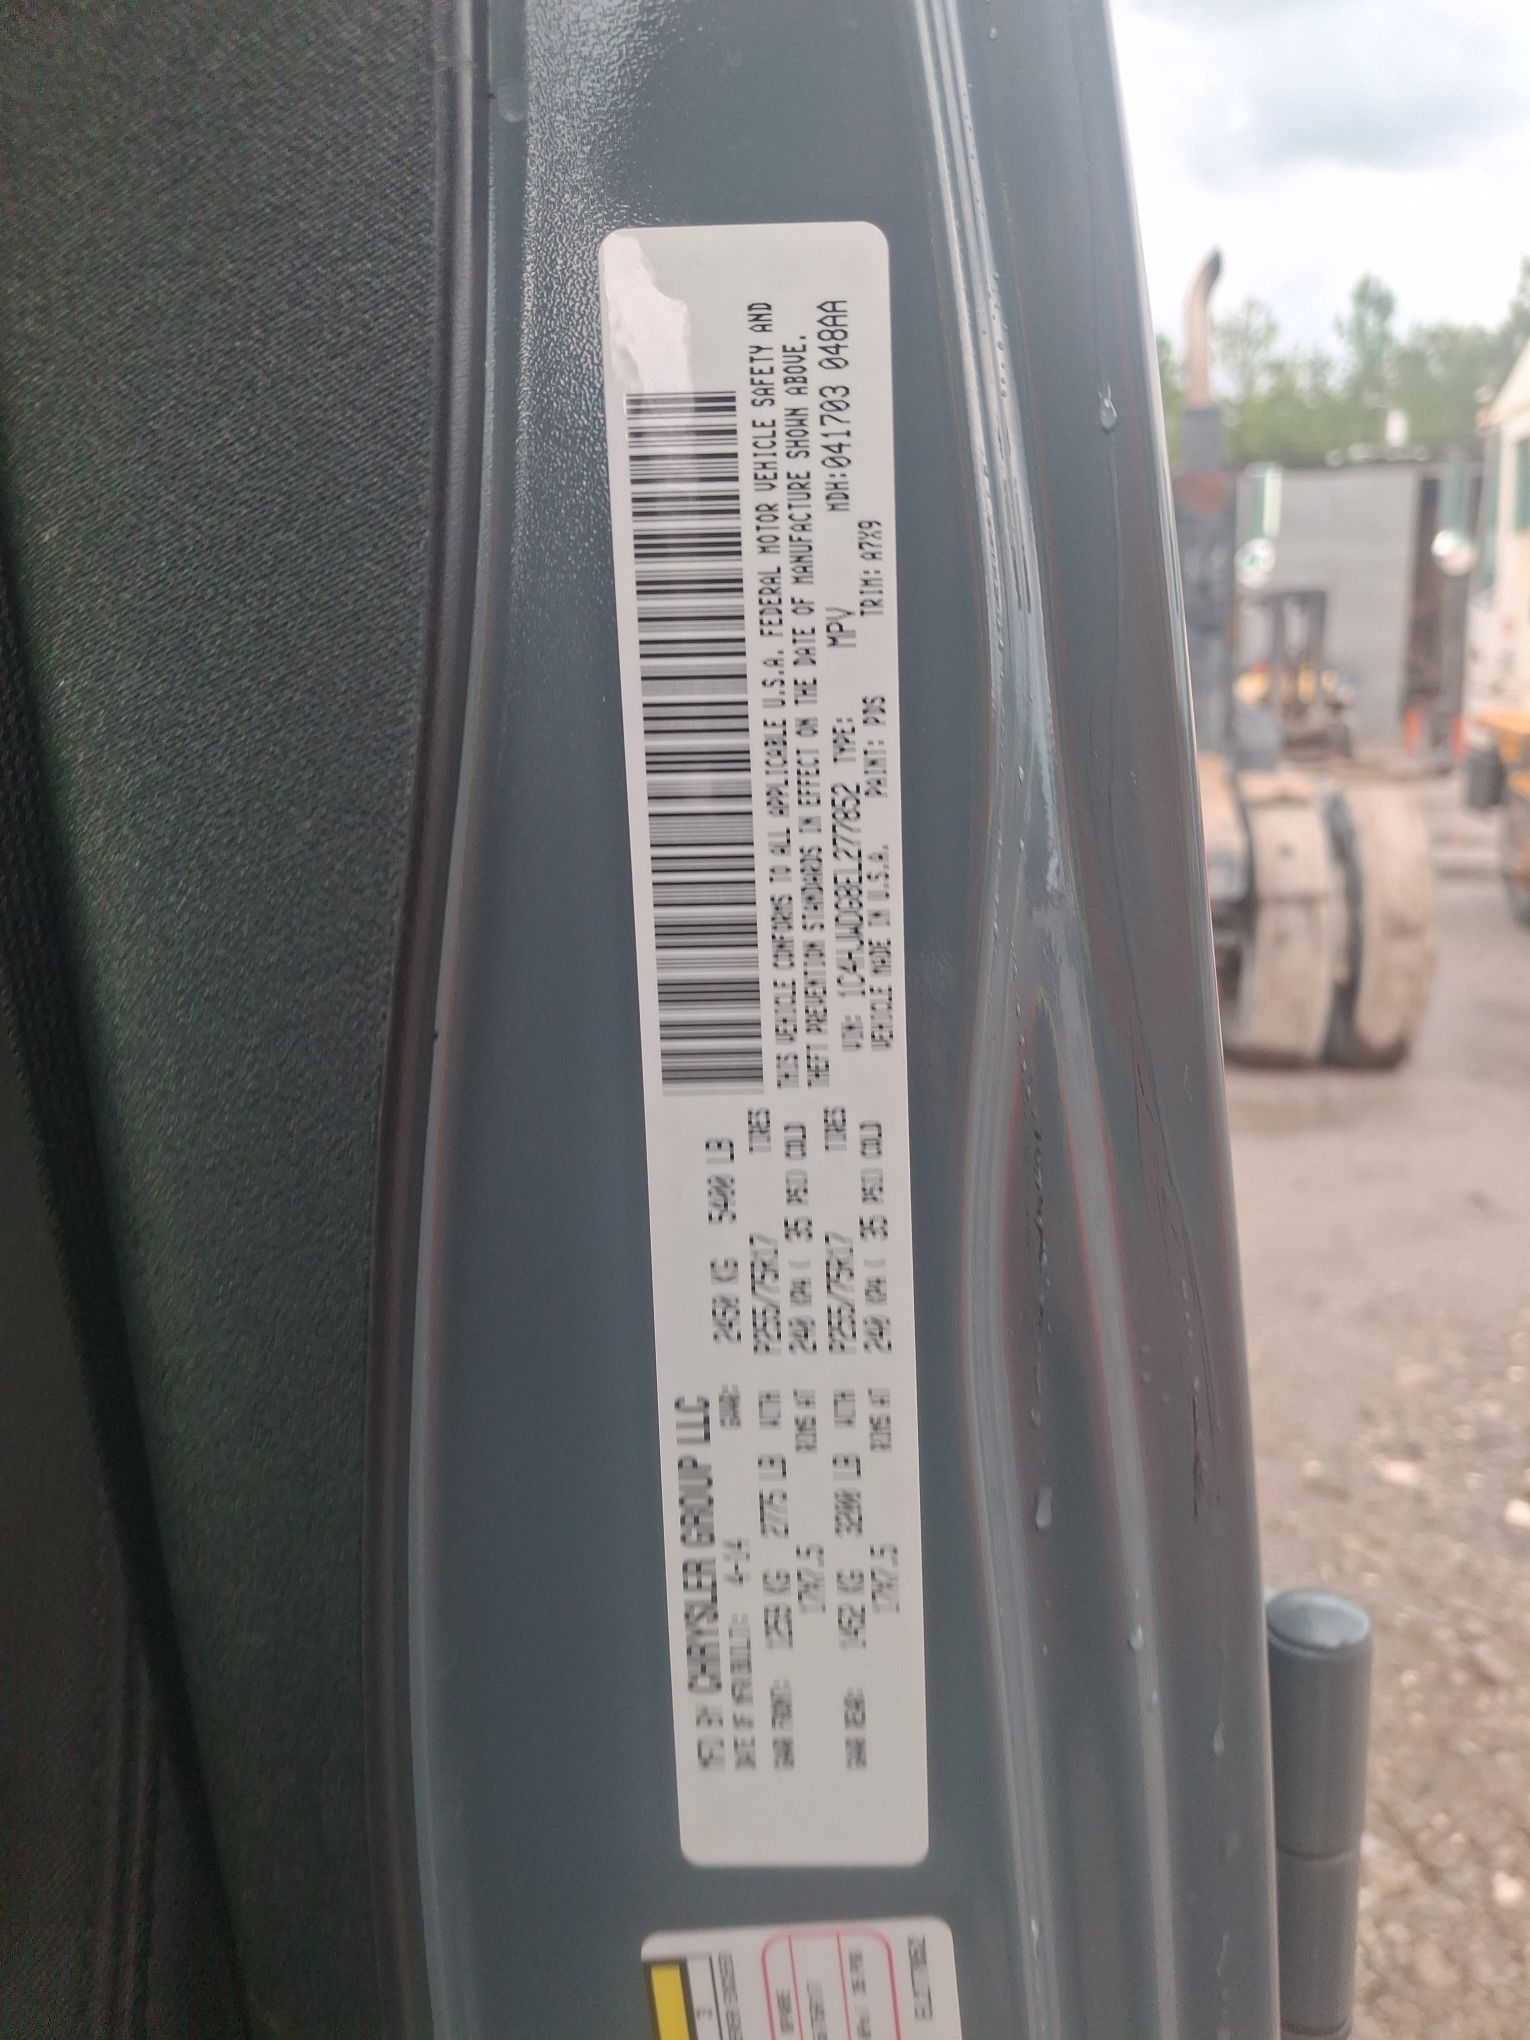 MFD BY CHRYSLER GROUP LLC
DATE OF MFR(BUILT): 4-14 GVWR: 2450 KG 5400 LB
GAWR FRONT: 1259 KG 2775 LB WITH P255/75R17 TIRES
17X7.5 RIMS AT 240 KPA ( 35 PSI) COLD
GAWR REAR: 1452 KG 3200 LB WITH P255/75R17 TIRES
17X7.5 RIMS AT 240 KPA ( 35 PSI) COLD
THIS VEHICLE CONFORMS TO ALL APPLICABLE U.S.A. FEDERAL MOTOR VEHICLE SAFETY AND
THEFT PREVENTION STANDARDS IN EFFECT ON THE DATE OF MANUFACTURE SHOWN ABOVE.
VIN: 1C4HJWDG8EL277852 TYPE: MPV MDH:041703 048AA
VEHICLE MADE IN U.S.A. PAINT: PDS TRIM: A7X9
EL277852